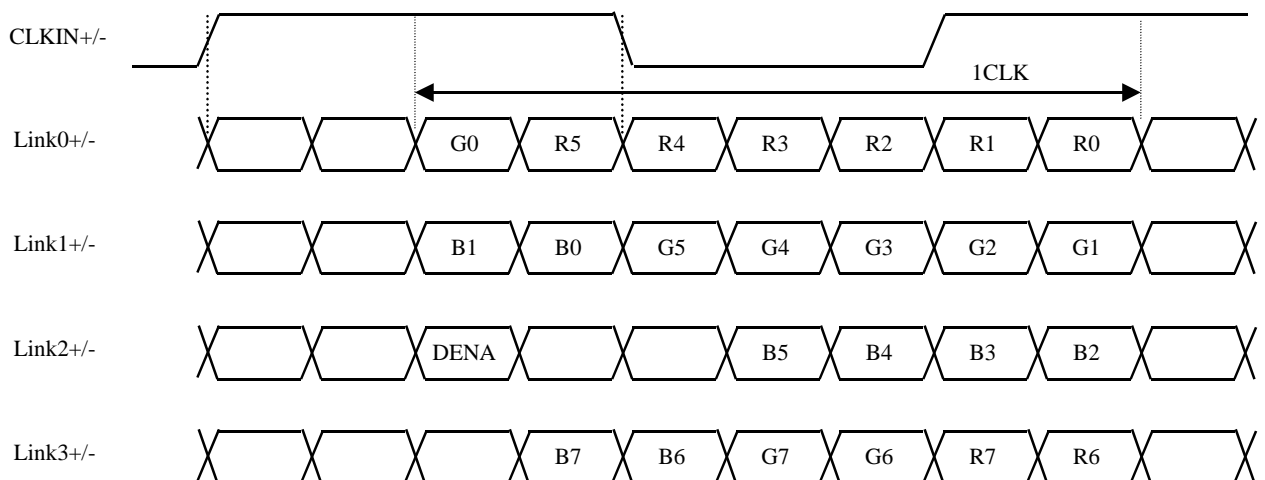 CLKIN+/-
1CLK
Link0+/- G0 R5 R4 R3 R2 R1 R0
Link1+/- B1 B0 G5 G4 G3 G2 G1
Link2+/- DENA B5 B4 B3 B2
Link3+/- B7 B6 G7 G6 R7 R6